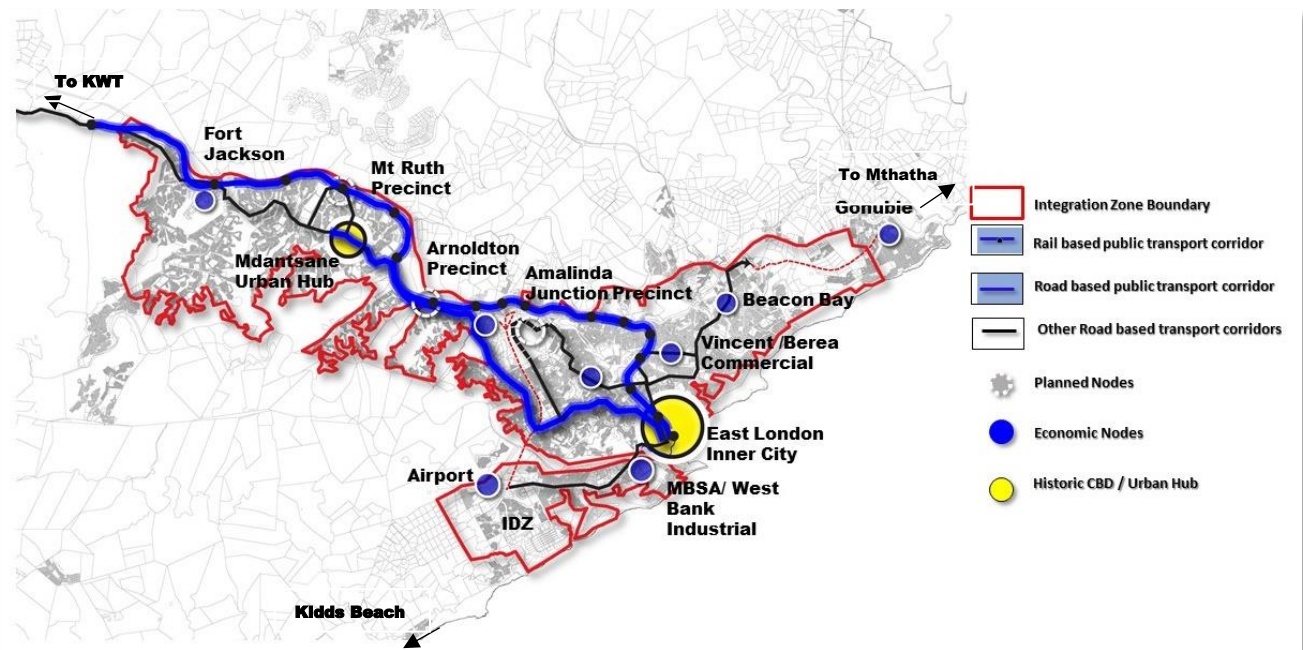 To KWT
Fort
Jackson
Mt Ruth
Precinct
To Mthatha
Gonubie
Mdantsane
Urban Hub
Arnoldton
Precinct
Amalinda
Junction Precinct
Beacon Bay
Vincent /Berea
Commercial
East London
Inner City
Airport
MBSA/ West
Bank
Industrial
IDZ
Kidds Beach
Integration Zone Boundary
Rail based public transport corridor
Road based public transport corridor
Other Road based transport corridors
Planned Nodes
Economic Nodes
Historic CBD / Urban Hub